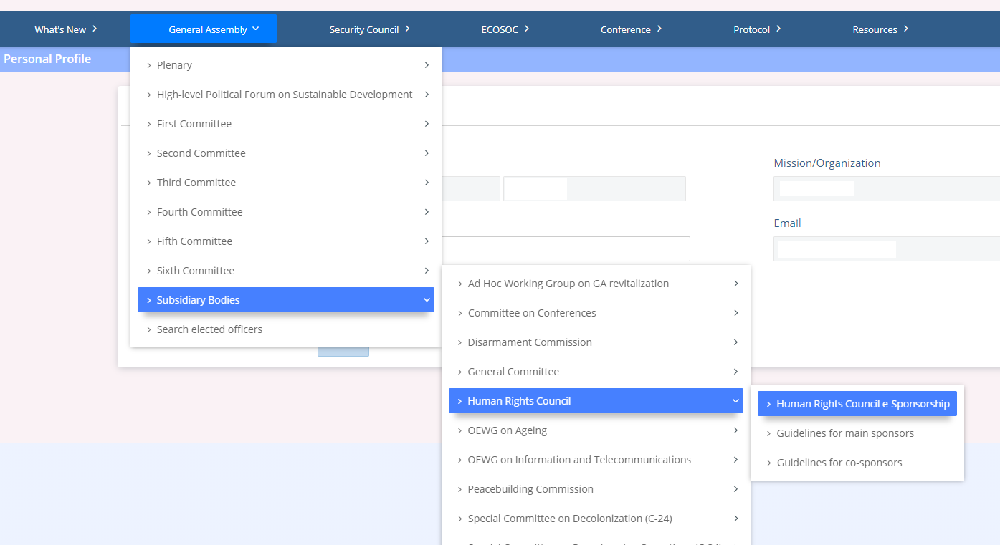 What's New
General Assembly
Security Council
ECOSOC
Conference
Protocol
Resources
Personal Profile
Plenary
High-level Political Forum on Sustainable Development
First Committee
Second Committee
Third Committee
Fourth Committee
Fifth Committee
Sixth Committee
Subsidiary Bodies
Search elected officers
Mission/Organization
Email
Ad Hoc Working Group on GA revitalization
Committee on Conferences
Disarmament Commission
General Committee
Human Rights Council
OEWG on Ageing
OEWG on Information and Telecommunications
Peacebuilding Commission
Special Committee on Decolonization (C-24)
Human Rights Council e-Sponsorship
Guidelines for main sponsors
Guidelines for co-sponsors